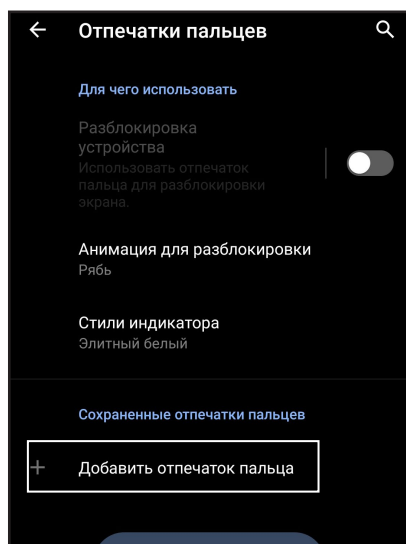 Отпечатки пальцев
Для чего использовать
Разблокировка
устройства
Использовать отпечаток
пальца для разблокировки
экрана.
Анимация для разблокировки
Рябь
Стили индикатора
Элитный белый
Сохраненные отпечатки пальцев
+ Добавить отпечаток пальца